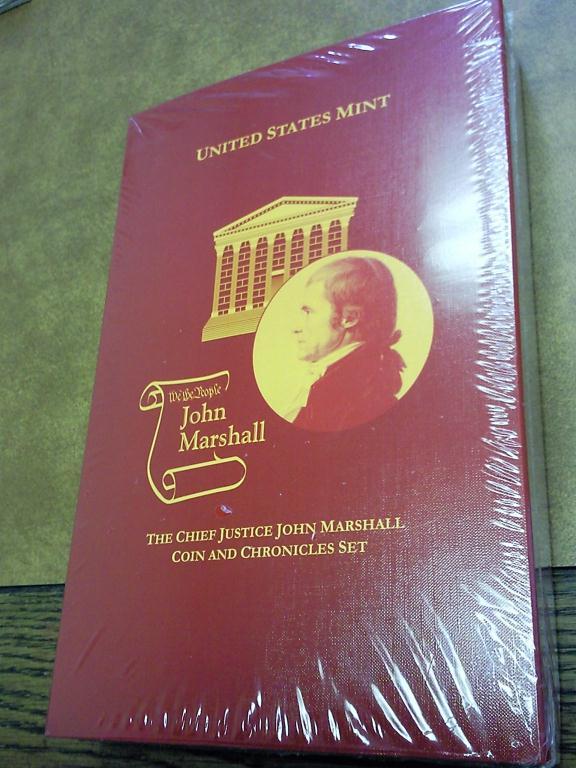 UNITED STATES MINT
We the People
John
Marshall
THE CHIEF JUSTICE JOHN MARSHALL
COIN AND CHRONICLES SET